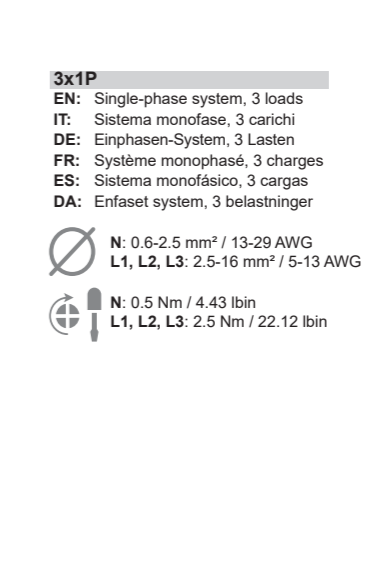 3x1P
EN: Single-phase system, 3 loads
IT: Sistema monofase, 3 carichi
DE: Einphasen-System, 3 Lasten
FR: Système monophasé, 3 charges
ES: Sistema monofásico, 3 cargas
DA: Enfaset system, 3 belastninger
N: 0.6-2.5 mm² / 13-29 AWG
L1, L2, L3: 2.5-16 mm² / 5-13 AWG
N: 0.5 Nm / 4.43 lbin
L1, L2, L3: 2.5 Nm / 22.12 lbin